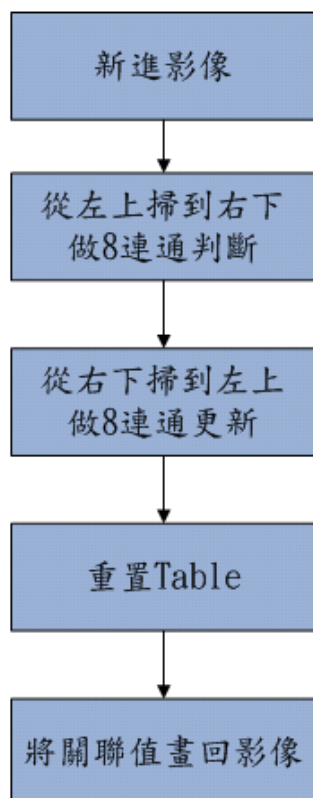 新進影像
從左上掃到右下
做8連通判斷
從右下掃到左上
做8連通更新
重置Table
將關聯值畫回影像